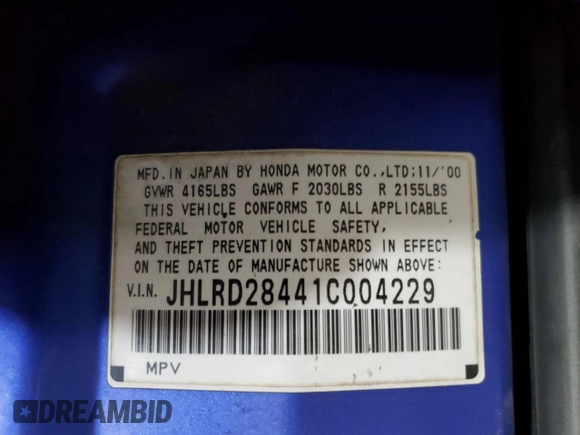 MFD. IN JAPAN BY HONDA MOTOR CO.,LTD;11/'00
GVWR 4165LBS GAWR F 2030LBS R 2155LBS
THIS VEHICLE CONFORMS TO ALL APPLICABLE
FEDERAL MOTOR VEHICLE SAFETY,
AND THEFT PREVENTION STANDARDS IN EFFECT
ON THE DATE OF MANUFACTURE SHOWN ABOVE:
V.I.N. JHLRD28441C004229
MPV
DREAMBID